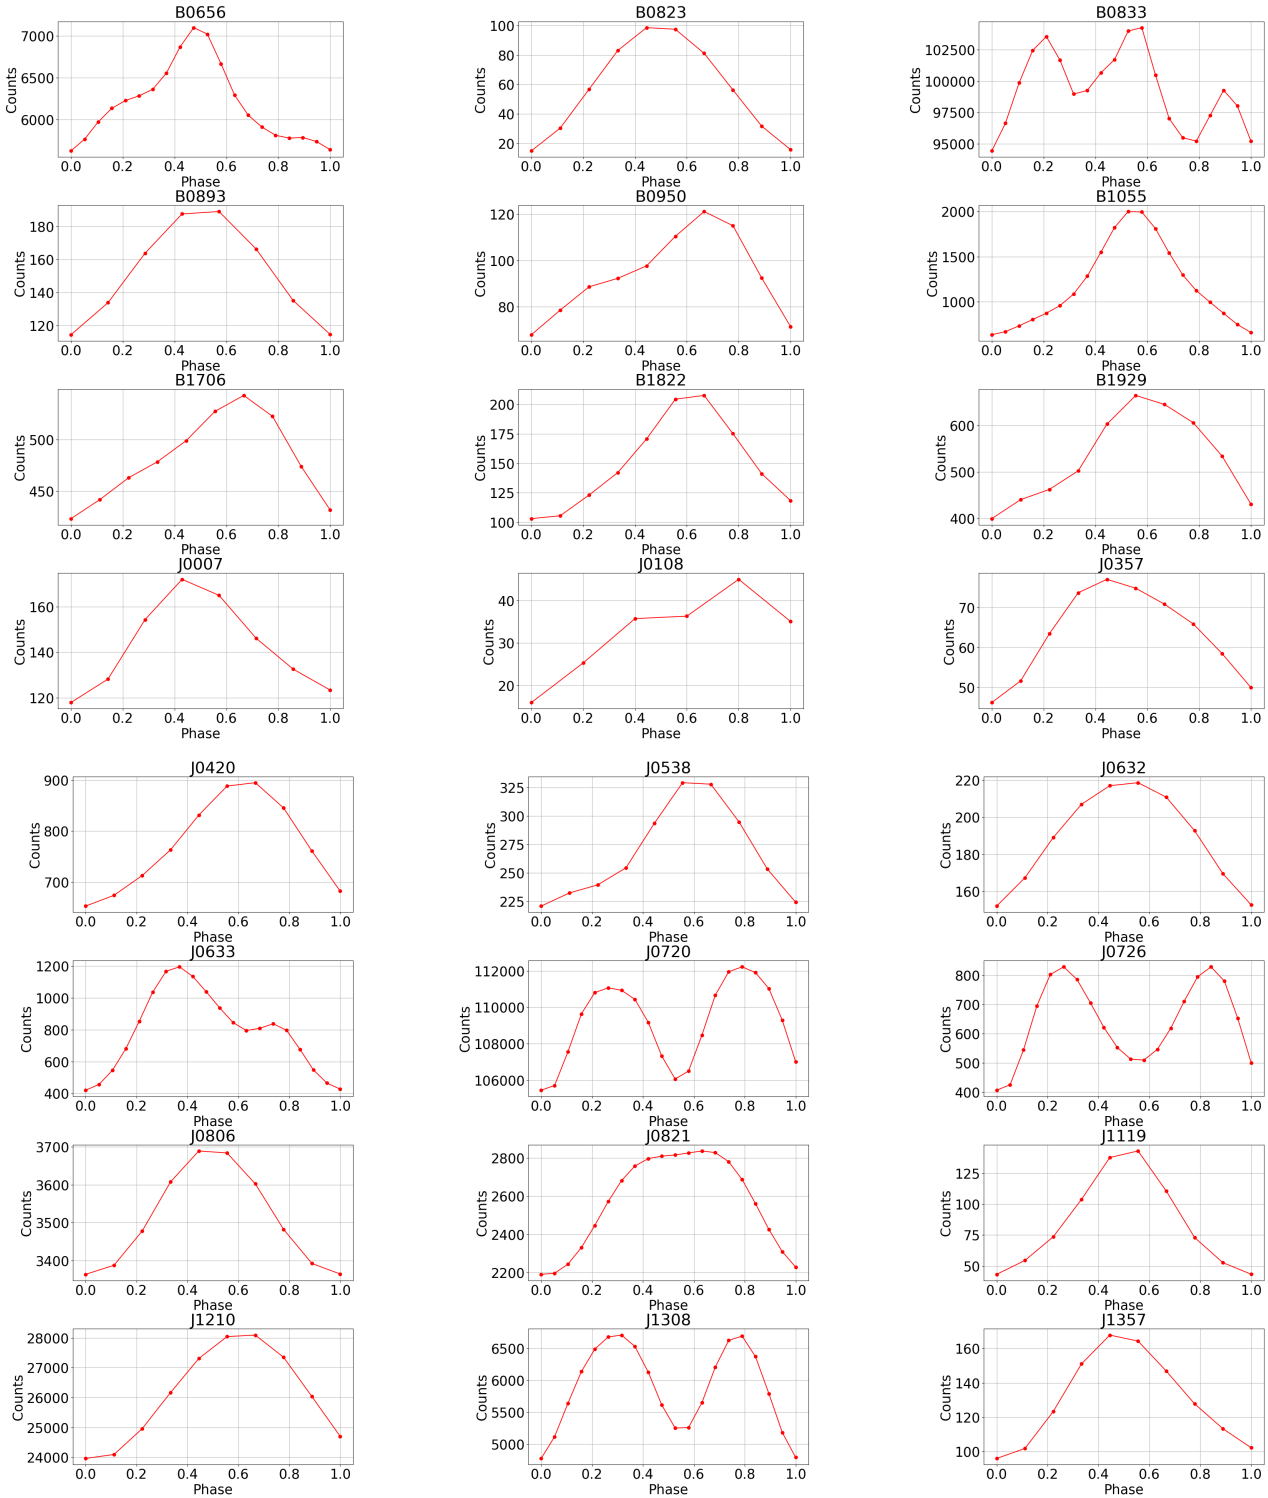 B0656 B0823 B0833
7000
6500
6000
Counts
0.0 0.2 0.4 0.6 0.8 1.0
Phase
100
80
60
40
20
Counts
0.0 0.2 0.4 0.6 0.8 1.0
Phase
102500
100000
97500
95000
Counts
0.0 0.2 0.4 0.6 0.8 1.0
Phase
B0893 B0950 B1055
180
160
140
120
Counts
0.0 0.2 0.4 0.6 0.8 1.0
Phase
120
100
80
Counts
0.0 0.2 0.4 0.6 0.8 1.0
Phase
2000
1500
1000
Counts
0.0 0.2 0.4 0.6 0.8 1.0
Phase
B1706 B1822 B1929
500
450
Counts
0.0 0.2 0.4 0.6 0.8 1.0
Phase
200
175
150
125
100
Counts
0.0 0.2 0.4 0.6 0.8 1.0
Phase
600
500
400
Counts
0.0 0.2 0.4 0.6 0.8 1.0
Phase
J0007 J0108 J0357
160
140
120
Counts
0.0 0.2 0.4 0.6 0.8 1.0
Phase
40
30
20
Counts
0.0 0.2 0.4 0.6 0.8 1.0
Phase
70
60
50
Counts
0.0 0.2 0.4 0.6 0.8 1.0
Phase
J0420 J0538 J0632
900
800
700
Counts
0.0 0.2 0.4 0.6 0.8 1.0
Phase
325
300
275
250
225
Counts
0.0 0.2 0.4 0.6 0.8 1.0
Phase
220
200
180
160
Counts
0.0 0.2 0.4 0.6 0.8 1.0
Phase
J0633 J0720 J0726
1200
1000
800
600
400
Counts
0.0 0.2 0.4 0.6 0.8 1.0
Phase
112000
110000
108000
106000
Counts
0.0 0.2 0.4 0.6 0.8 1.0
Phase
800
700
600
500
400
Counts
0.0 0.2 0.4 0.6 0.8 1.0
Phase
J0806 J0821 J1119
3700
3600
3500
3400
Counts
0.0 0.2 0.4 0.6 0.8 1.0
Phase
2800
2600
2400
2200
Counts
0.0 0.2 0.4 0.6 0.8 1.0
Phase
125
100
75
50
Counts
0.0 0.2 0.4 0.6 0.8 1.0
Phase
J1210 J1308 J1357
28000
27000
26000
25000
24000
Counts
0.0 0.2 0.4 0.6 0.8 1.0
Phase
6500
6000
5500
5000
Counts
0.0 0.2 0.4 0.6 0.8 1.0
Phase
160
140
120
100
Counts
0.0 0.2 0.4 0.6 0.8 1.0
Phase